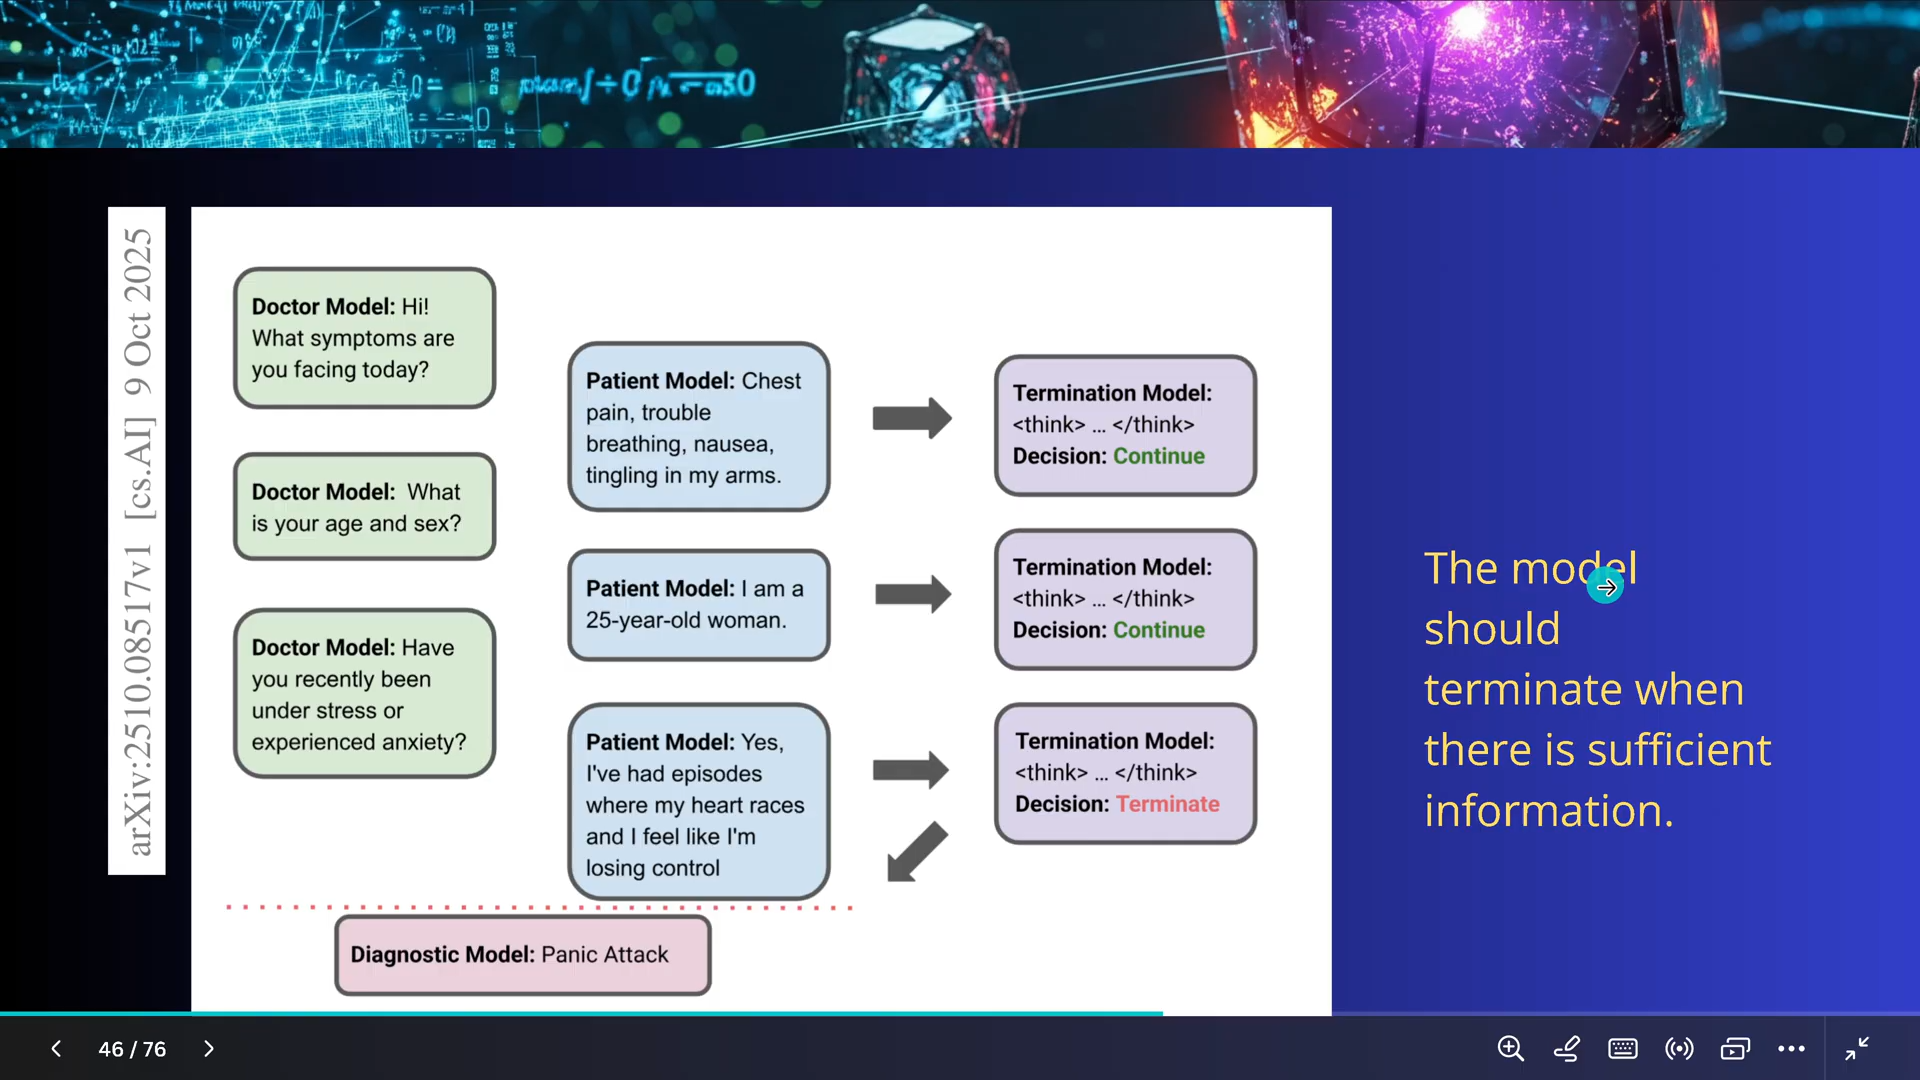 arXiv:2510.08517v1 [cs.AI] 9 Oct 2025
Doctor Model: Hi!
What symptoms are
you facing today?
Patient Model: Chest
pain, trouble
breathing, nausea,
tingling in my arms.
Termination Model:
<think> ... </think>
Decision: Continue
Doctor Model: What
is your age and sex?
Patient Model: I am a
25-year-old woman.
Termination Model:
<think> ... </think>
Decision: Continue
Doctor Model: Have
you recently been
under stress or
experienced anxiety?
Patient Model: Yes,
I've had episodes
where my heart races
and I feel like I'm
losing control
Termination Model:
<think> ... </think>
Decision: Terminate
Diagnostic Model: Panic Attack
The model
should
terminate when
there is sufficient
information.
46 / 76